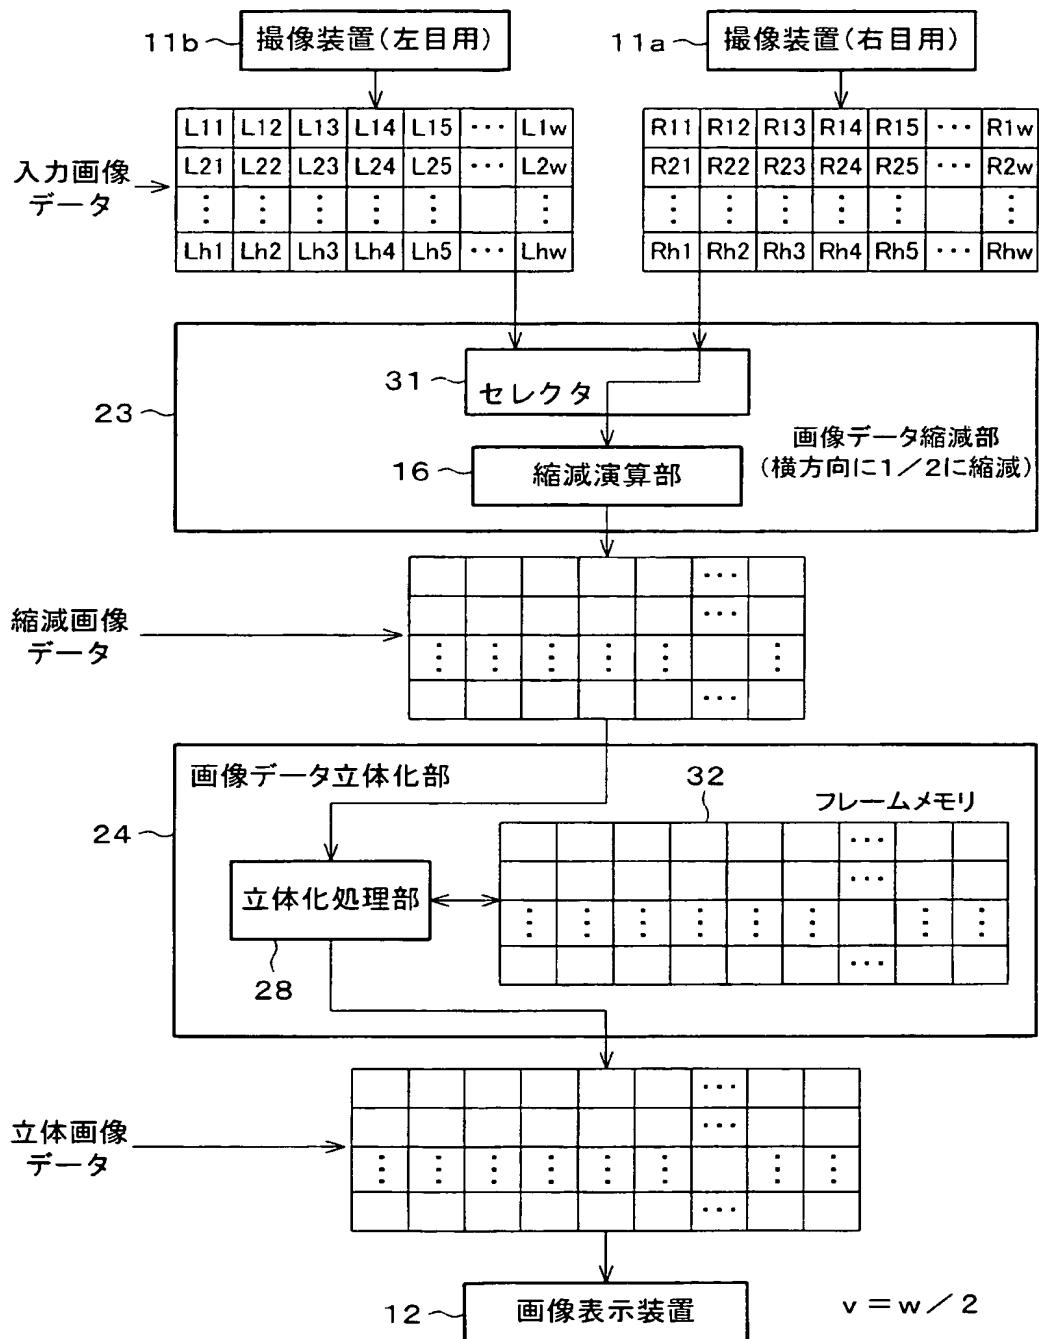 11b 撮像装置(左目用) 11a 撮像装置(右目用)
L11 L12 L13 L14 L15 ··· L1w R11 R12 R13 R14 R15 ··· R1w
L21 L22 L23 L24 L25 ··· L2w R21 R22 R23 R24 R25 ··· R2w
入力画像
データ
⋮ ⋮ ⋮ ⋮ ⋮ ⋮ ⋮ ⋮ ⋮ ⋮ ⋮ ⋮
Lh1 Lh2 Lh3 Lh4 Lh5 ··· Lhw Rh1 Rh2 Rh3 Rh4 Rh5 ··· Rhw
31 セレクタ
23
画像データ縮減部
(横方向に1/2に縮減)
16 縮減演算部
···
···
縮減画像
データ
⋮ ⋮ ⋮ ⋮ ⋮ ⋮
···
画像データ立体化部
32
フレームメモリ
24
···
···
立体化処理部
⋮ ⋮ ⋮ ⋮ ⋮ ⋮ ⋮ ⋮
···
28
···
···
立体画像
データ
⋮ ⋮ ⋮ ⋮ ⋮ ⋮ ⋮ ⋮
···
12 画像表示装置
v=w/2